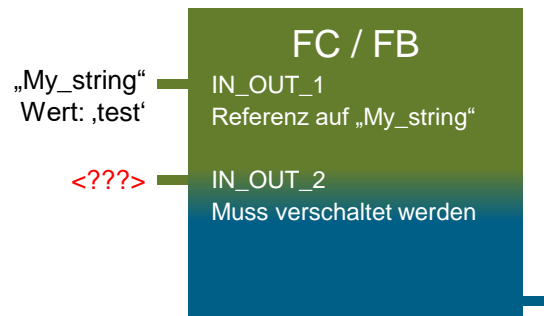 FC / FB
„My_string“
IN_OUT_1
Wert: ‚test‘
Referenz auf „My_string“
<???>
IN_OUT_2
Muss verschaltet werden